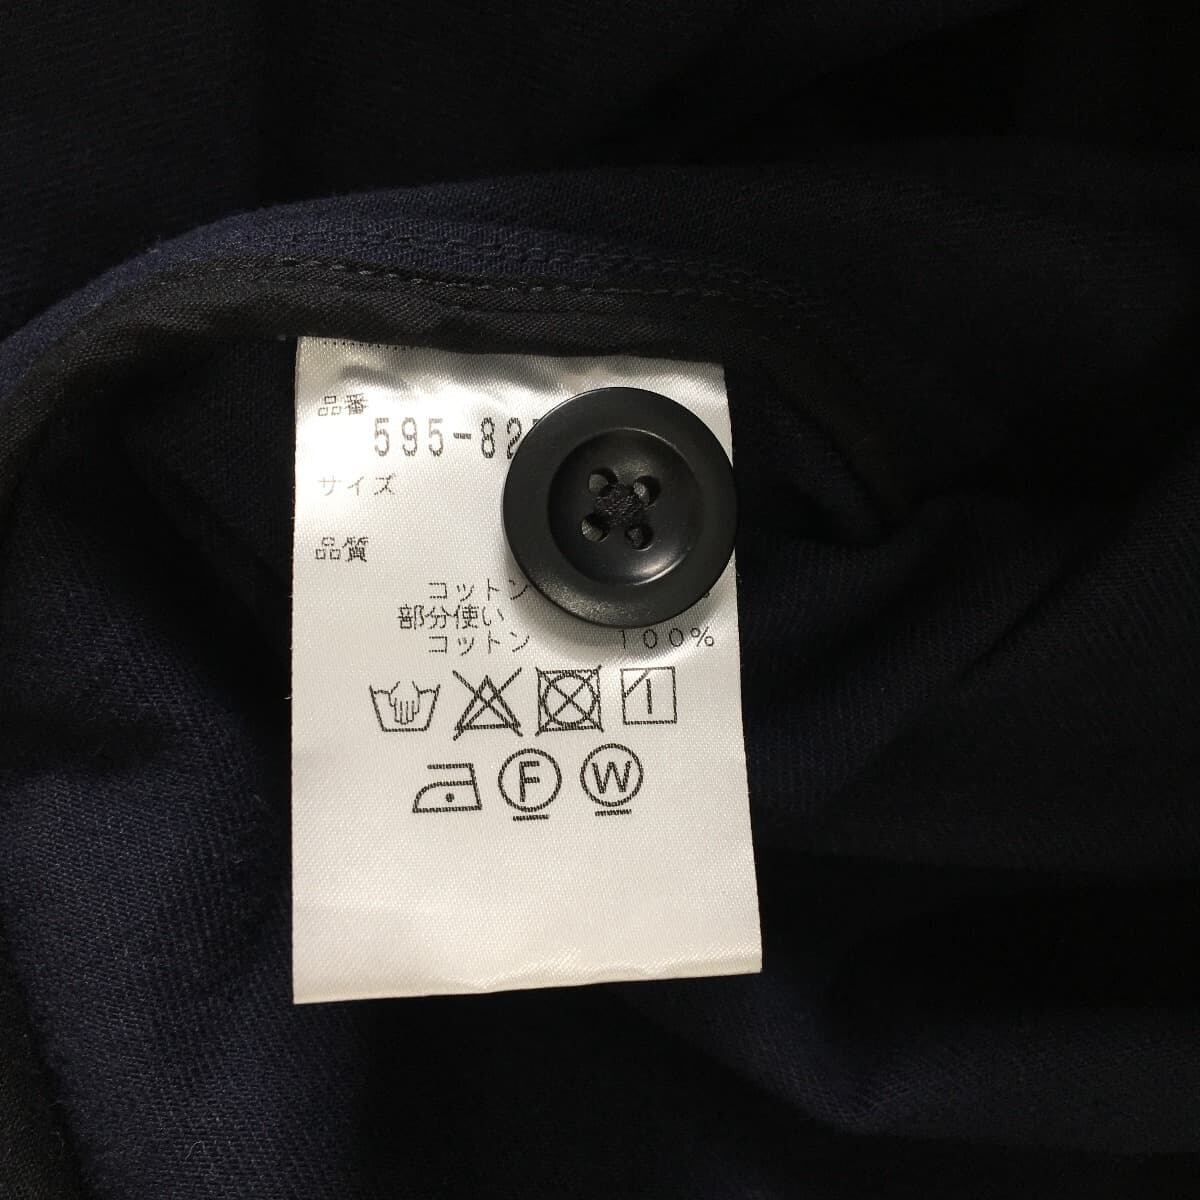 品番
595-82
サイズ
品質
コットン
部分使い
コットン 100%
F W